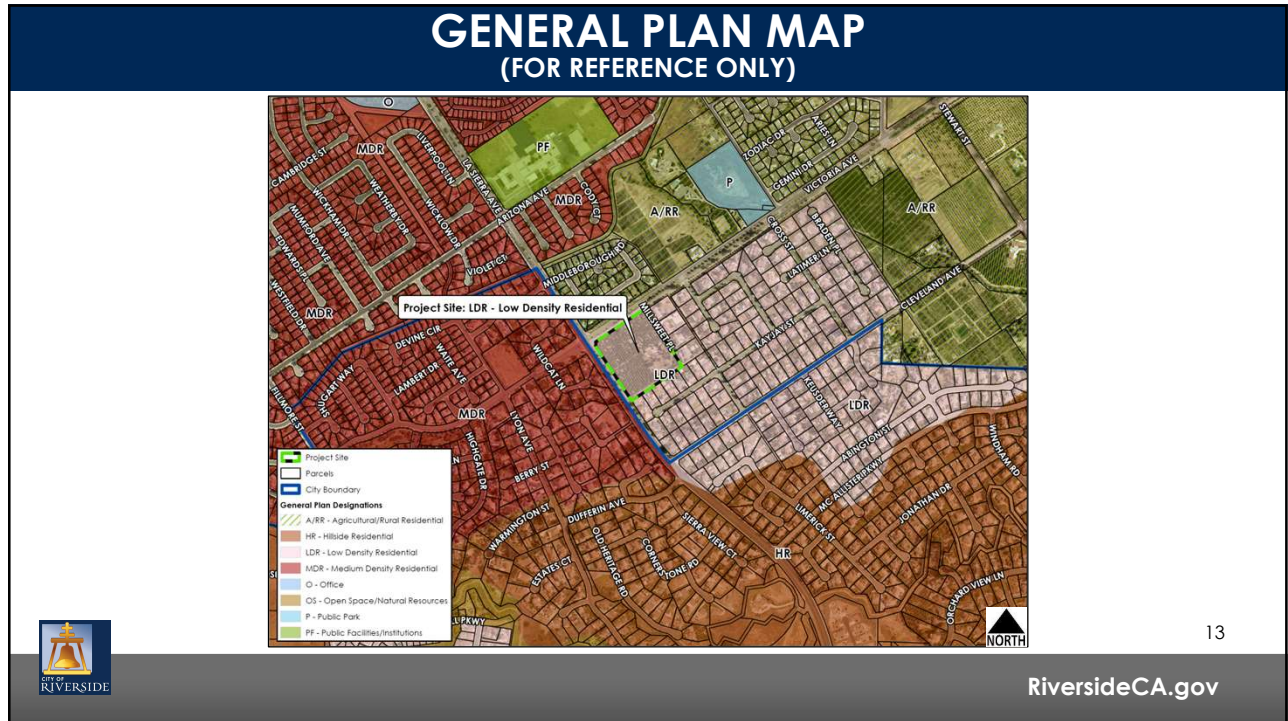 GENERAL PLAN MAP
(FOR REFERENCE ONLY)
O
STEWART ST
ARIES LN
ZODIAC DR
GEMINI DR
VICTORIA AVE
LIVERPOOL LN
LA SIERRA AVE
PF
MDR
CAMBRIDGE ST
WEATHERBY DR
WICKHAM DR
MUMFORD AVE
WICKLOW DR
EDWARDS PL
WESTFIELD DR
ARIZONA AVE
MDR
CODY CT
P
A/RR
A/RR
CROSS ST
BRADEN PL
LATIMER LN
VIOLET CT
MIDDLEBOROUGH RD
CLEVELAND AVE
MDR
Project Site: LDR - Low Density Residential
MILLSWEET PL
KAYJAY ST
DEVINE CIR
WAITE AVE
WILDCAT LN
LAMBERT DR
LDR
KEUSDER WAY
LDR
FILLMORE ST
MDR
LYON AVE
HIGHGATE DR
BERRY ST
ABINGTON ST
WINDHAM RD
MC ALLISTER PKWY
JONATHAN DR
LIMERICK ST
WARMINGTON ST
DUFFERIN AVE
SIERRA VIEW CT
OLD HERITAGE RD
CORNERSTONE RD
ESTATES CT
HR
ORCHARD VIEW LN
Project Site
Parcels
City Boundary
General Plan Designations
A/RR - Agricultural/Rural Residential
HR - Hillside Residential
LDR - Low Density Residential
MDR - Medium Density Residential
O - Office
OS - Open Space/Natural Resources
P - Public Park
PF - Public Facilities/Institutions
NORTH
13
CITY OF
RIVERSIDE
RiversideCA.gov